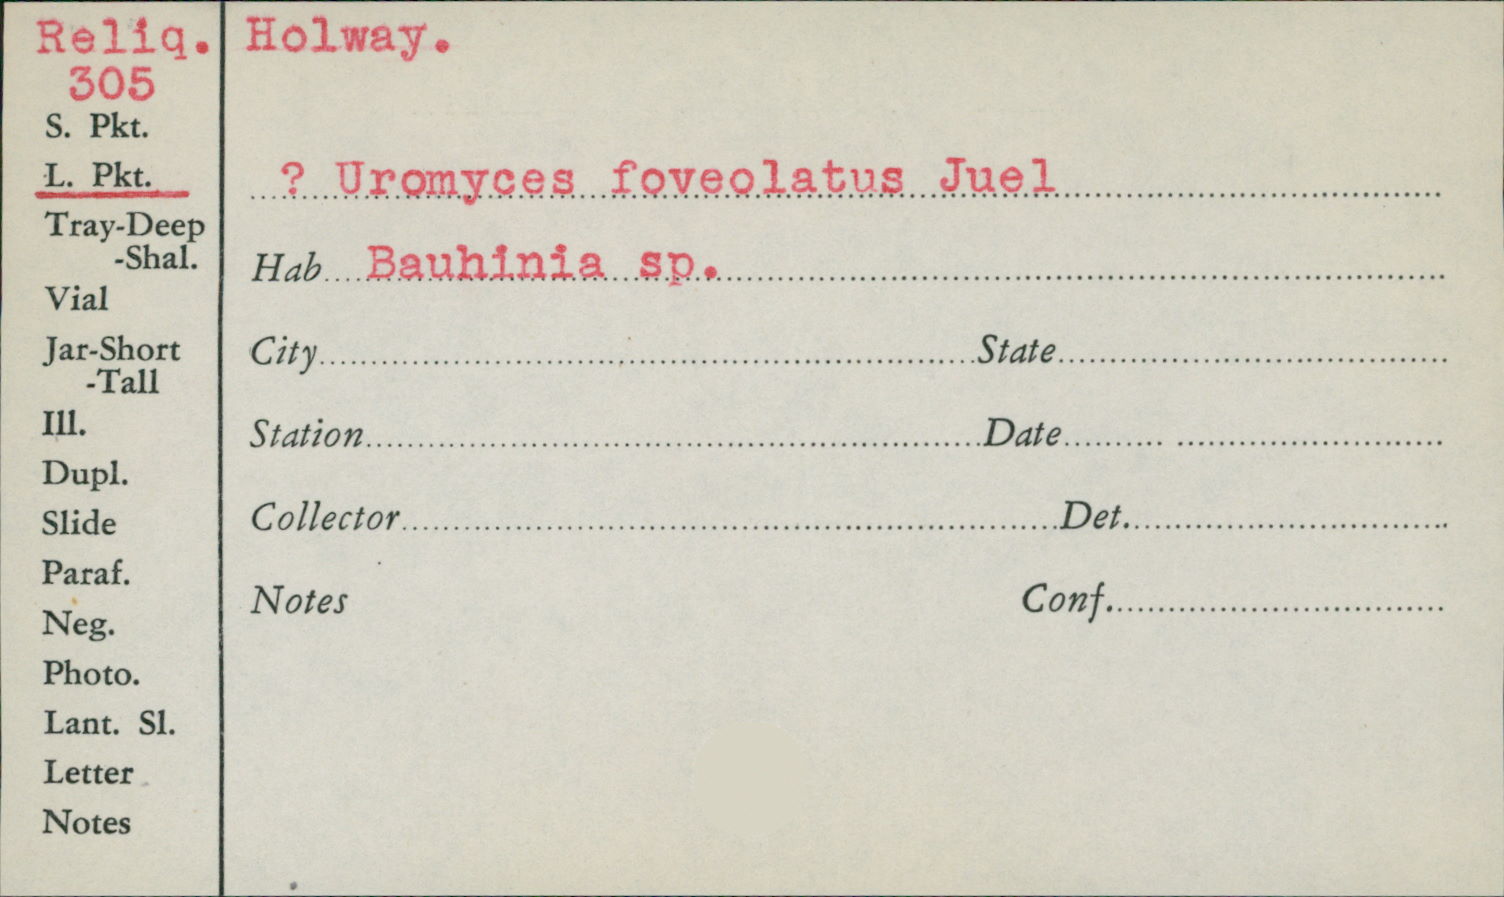 Reliq. Holway.
305
S. Pkt.
L. Pkt.
? Uromyces foveolatus Juel
Tray-Deep
-Shal.
Hab Bauhinia sp.
Vial
Jar-Short
-Tall
City State
Ill.
Station Date
Dupl.
Slide
Collector Det.
Paraf.
Neg.
Notes Conf.
Photo.
Lant. Sl.
Letter
Notes